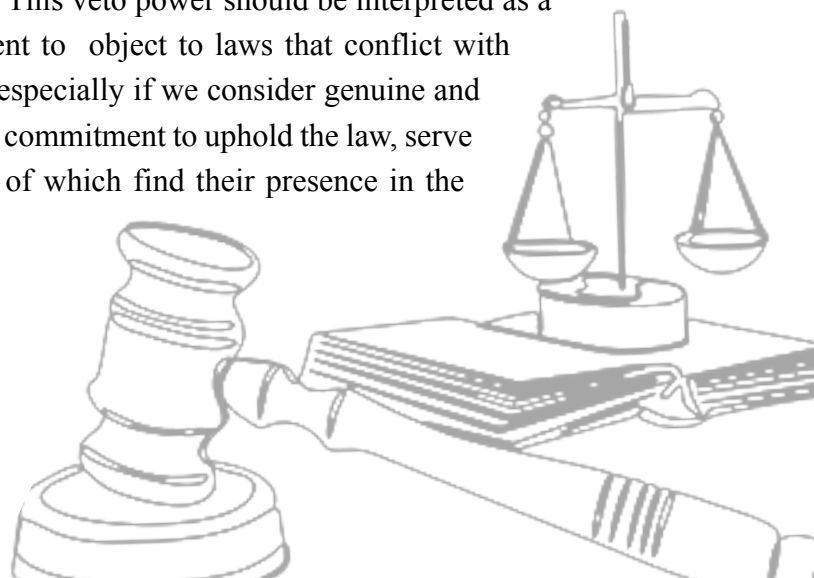 This veto power should be interpreted as a
ent to object to laws that conflict with
especially if we consider genuine and
commitment to uphold the law, serve
of which find their presence in the